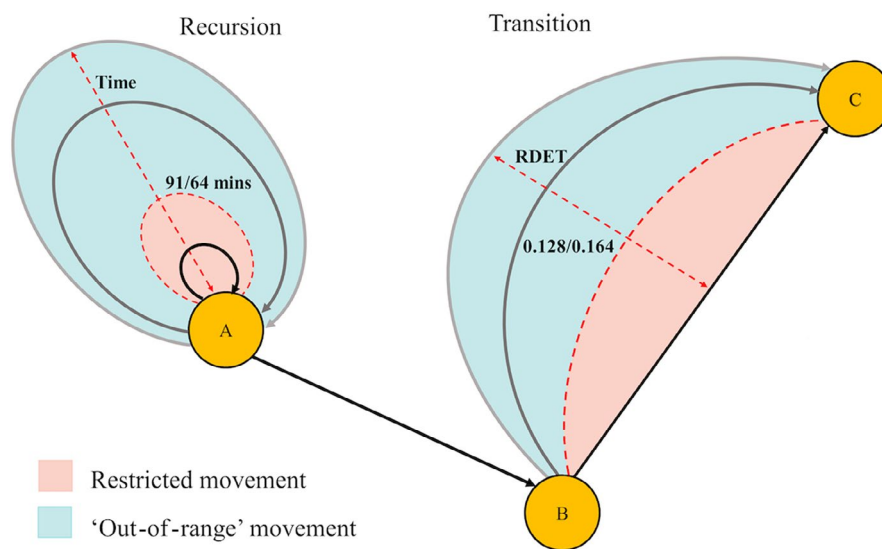 Recursion
Transition
Time
C
RDET
91/64 mins
0.128/0.164
A
Restricted movement
B
‘Out-of-range’ movement